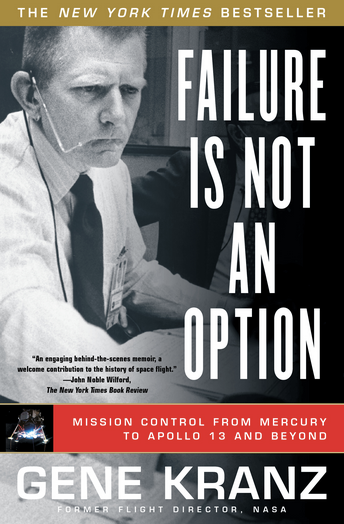 THE NEW YORK TIMES BESTSELLER
FAILURE
IS NOT
AN
OPTION
"An engaging behind-the-scenes memoir, a
welcome contribution to the history of space flight."
—John Noble Wilford,
The New York Times Book Review
MISSION CONTROL FROM MERCURY
TO APOLLO 13 AND BEYOND
GENE KRANZ
FORMER FLIGHT DIRECTOR, NASA